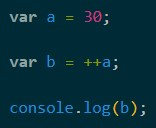 var a = 30;
var b = ++a;
console.log(b);